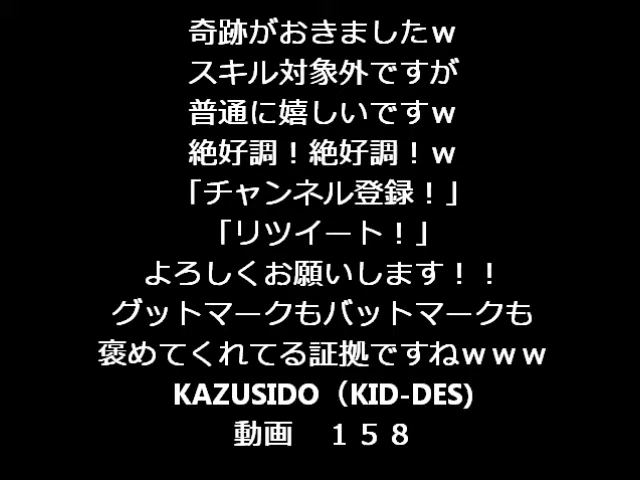 奇跡がおきましたｗ
スキル対象外ですが
普通に嬉しいですｗ
絶好調！絶好調！ｗ
「チャンネル登録！」
「リツイート！」
よろしくお願いします！！
グットマークもバットマークも
褒めてくれてる証拠ですねｗｗｗ
KAZUSIDO（KID-DES)
動画　１５８